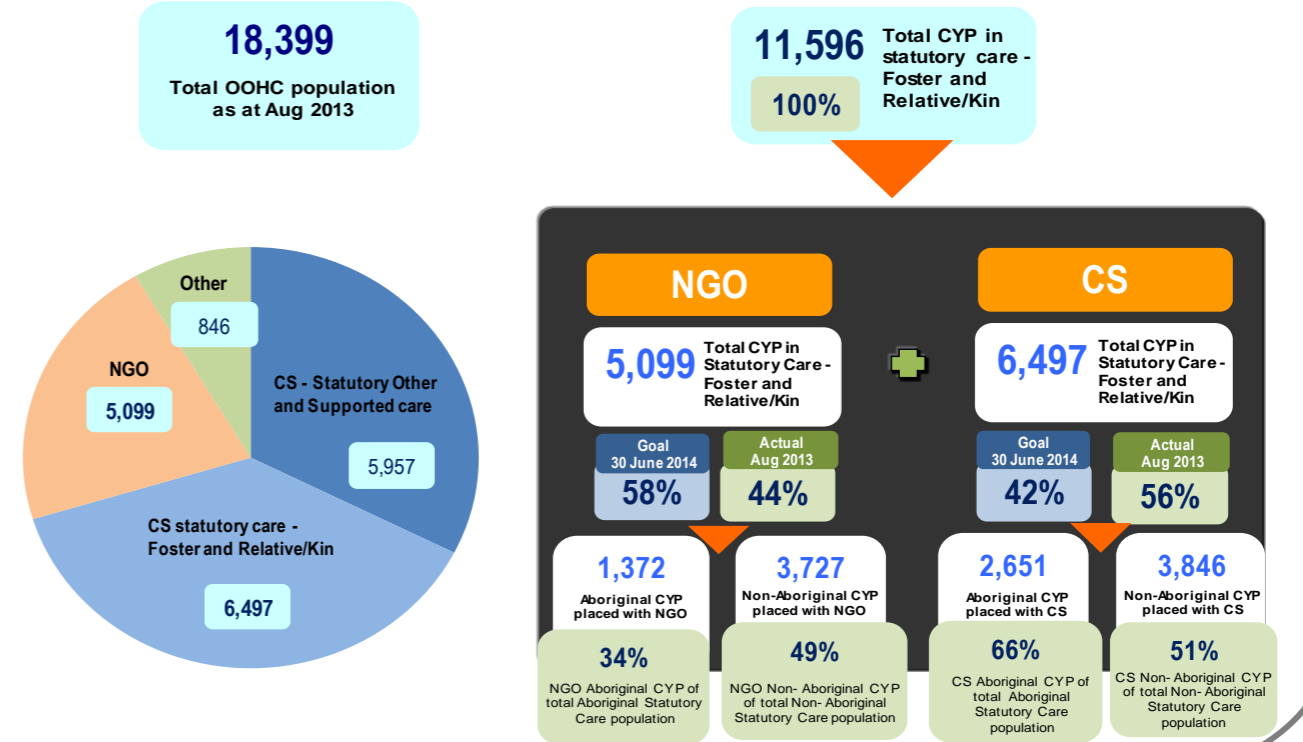 18,399
Total OOHC population
as at Aug 2013
11,596
100%
Total CYP in
statutory care -
Foster and
Relative/Kin
Other
846
NGO
5,099
CS - Statutory Other
and Supported care
5,957
CS statutory care -
Foster and Relative/Kin
6,497
NGO
5,099
Total CYP in
Statutory Care -
Foster and
Relative/Kin
Goal
30 June 2014
58%
Actual
Aug 2013
44%
1,372
Aboriginal CYP
placed with NGO
34%
NGO Aboriginal CYP of
total Aboriginal Statutory
Care population
3,727
Non-Aboriginal CYP
placed with NGO
49%
NGO Non- Aboriginal CYP
of total Non- Aboriginal
Statutory Care population
CS
6,497
Total CYP in
Statutory Care -
Foster and
Relative/Kin
Goal
30 June 2014
42%
Actual
Aug 2013
56%
2,651
Aboriginal CYP
placed with CS
66%
CS Aboriginal CYP of
total Aboriginal
Statutory Care
population
3,846
Non-Aboriginal CYP
placed with CS
51%
CS Non- Aboriginal CYP
of total Non- Aboriginal
Statutory Care
population